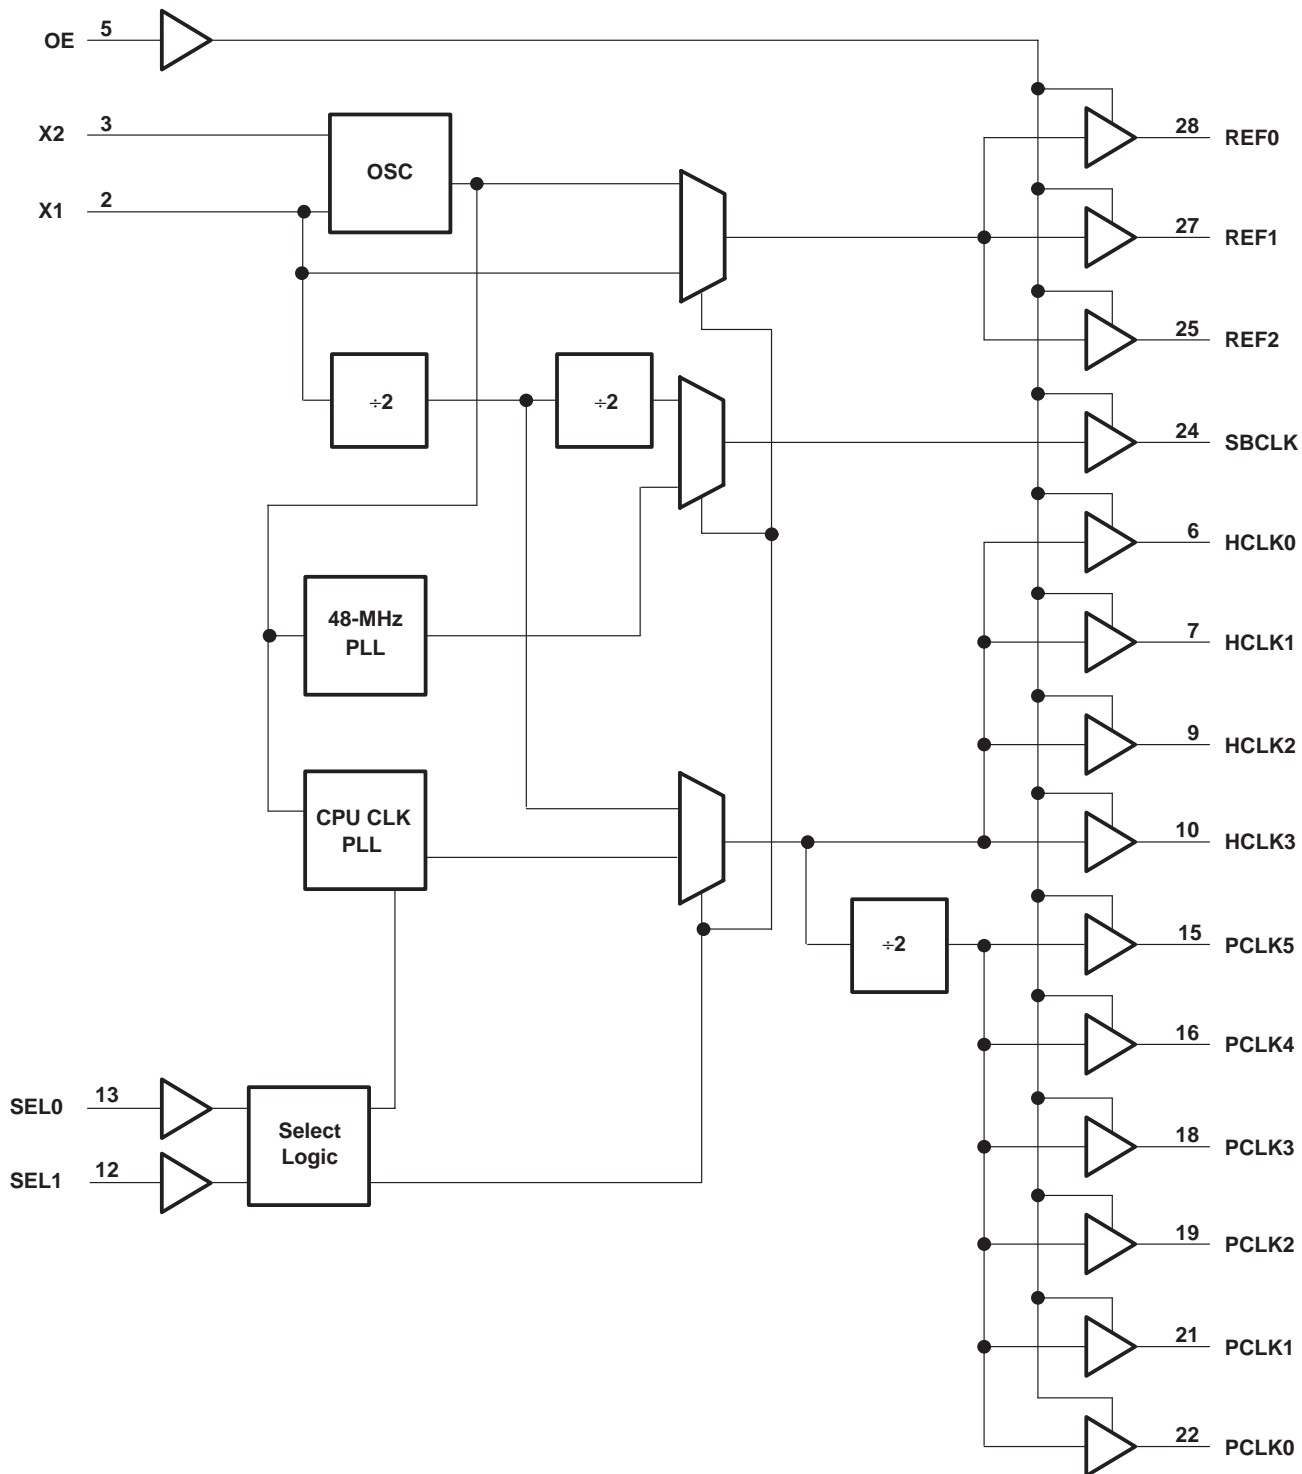 OE 5
X2 3
OSC
X1 2
28 REF0
27 REF1
25 REF2
÷2
÷2
24 SBCLK
6 HCLK0
48-MHz
PLL
7 HCLK1
9 HCLK2
CPU CLK
PLL
10 HCLK3
÷2
15 PCLK5
16 PCLK4
SEL0 13
Select
Logic
SEL1 12
18 PCLK3
19 PCLK2
21 PCLK1
22 PCLK0